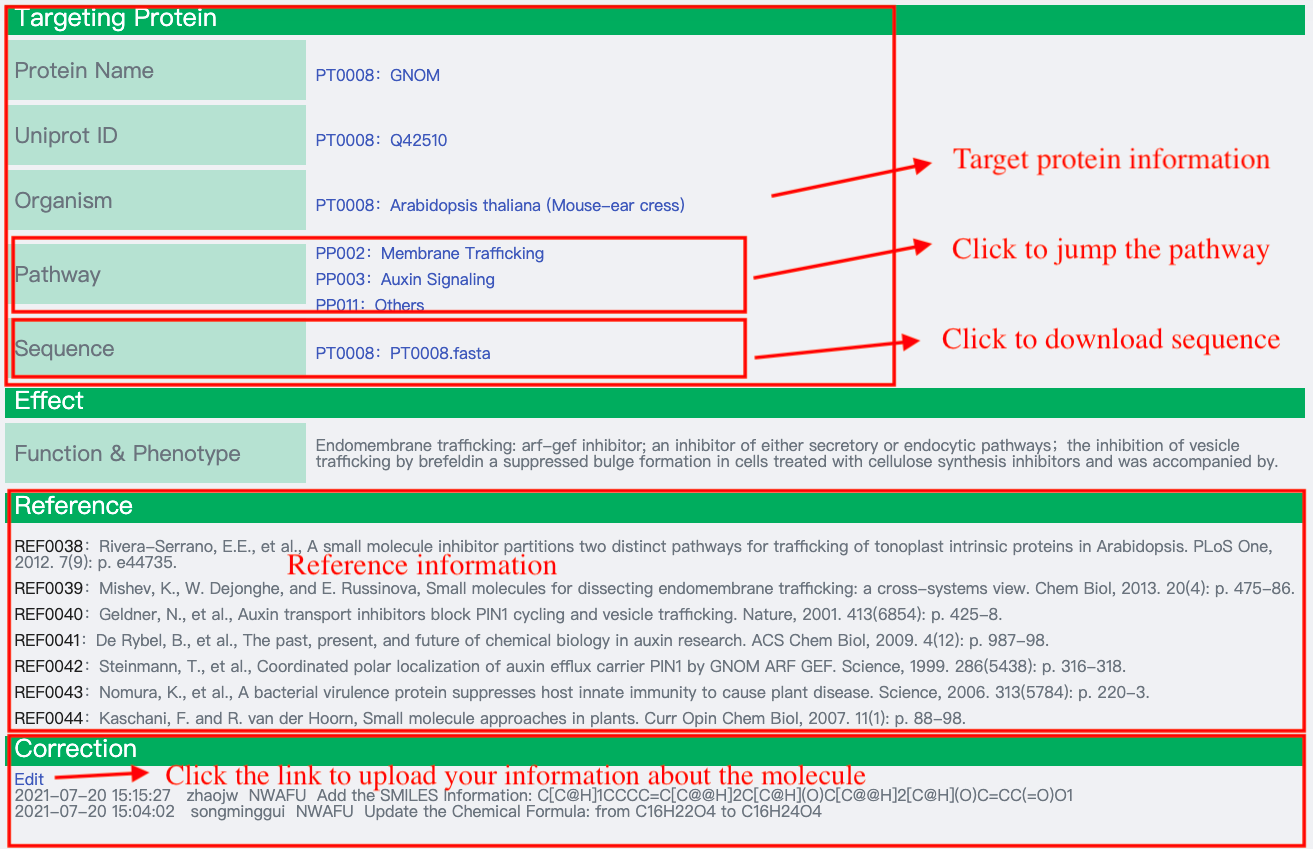 Targeting Protein
Protein Name
PT0008：GNOM
Uniprot ID
PT0008：Q42510
Target protein information
Organism
PT0008：Arabidopsis thaliana (Mouse-ear cress)
Pathway
PP002：Membrane Trafficking
PP003：Auxin Signaling
PP011：Others
Click to jump the pathway
Sequence
PT0008：PT0008.fasta
Click to download sequence
Effect
Function & Phenotype
Endomembrane trafficking: arf-gef inhibitor; an inhibitor of either secretory or endocytic pathways；the inhibition of vesicle
trafficking by brefeldin a suppressed bulge formation in cells treated with cellulose synthesis inhibitors and was accompanied by.
Reference
REF0038：Rivera-Serrano, E.E., et al., A small molecule inhibitor partitions two distinct pathways for trafficking of tonoplast intrinsic proteins in Arabidopsis. PLoS One,
2012. 7(9): p. e44735.
Reference information
REF0039：Mishev, K., W. Dejonghe, and E. Russinova, Small molecules for dissecting endomembrane trafficking: a cross-systems view. Chem Biol, 2013. 20(4): p. 475-86.
REF0040：Geldner, N., et al., Auxin transport inhibitors block PIN1 cycling and vesicle trafficking. Nature, 2001. 413(6854): p. 425-8.
REF0041：De Rybel, B., et al., The past, present, and future of chemical biology in auxin research. ACS Chem Biol, 2009. 4(12): p. 987-98.
REF0042：Steinmann, T., et al., Coordinated polar localization of auxin efflux carrier PIN1 by GNOM ARF GEF. Science, 1999. 286(5438): p. 316-318.
REF0043：Nomura, K., et al., A bacterial virulence protein suppresses host innate immunity to cause plant disease. Science, 2006. 313(5784): p. 220-3.
REF0044：Kaschani, F. and R. van der Hoorn, Small molecule approaches in plants. Curr Opin Chem Biol, 2007. 11(1): p. 88-98.
Correction
Edit
Click the link to upload your information about the molecule
2021-07-20 15:15:27 zhaojw NWAFU Add the SMILES Information: C[C@H]1CCCC=C[C@@H]2C[C@H](O)C[C@@H]2[C@H](O)C=CC(=O)O1
2021-07-20 15:04:02 songminggui NWAFU Update the Chemical Formula: from C16H22O4 to C16H24O4